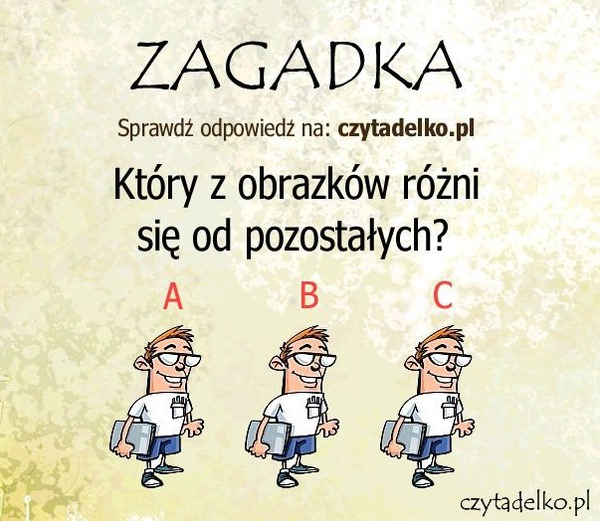 ZAGADKA
Sprawdź odpowiedź na: czytadelko.pl
Który z obrazków różni
się od pozostałych?
A B C
czytadelko.pl